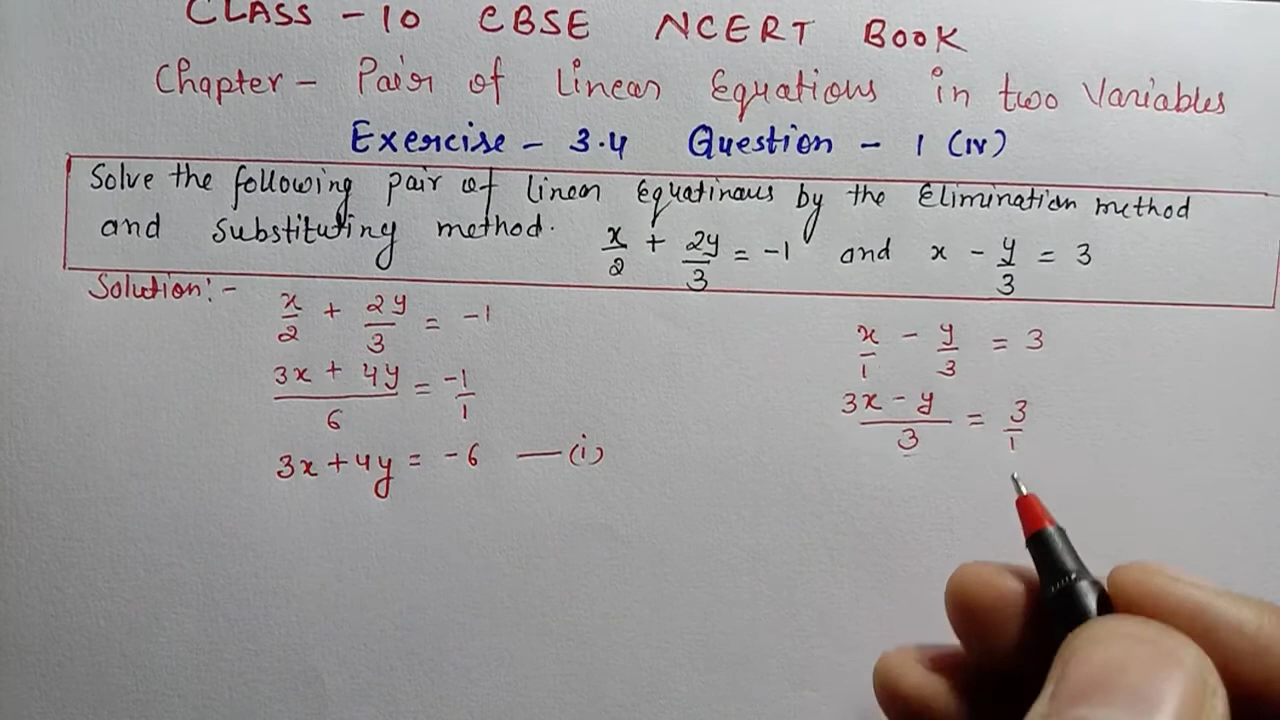 CLASS - 10 CBSE NCERT BOOK
Chapter - Pair of Linear Equations in two Variables
Exercise - 3.4 Question - 1 (iv)
Solve the following pair of linear Equatinous by the Elimination method
and substituting method. x/2 + 2y/3 = -1 and x - y/3 = 3
Solution:-
x/2 + 2y/3 = -1
(3x + 4y)/6 = -1/1
3x + 4y = -6 —(i)
x/1 - y/3 = 3
(3x - y)/3 = 3/1